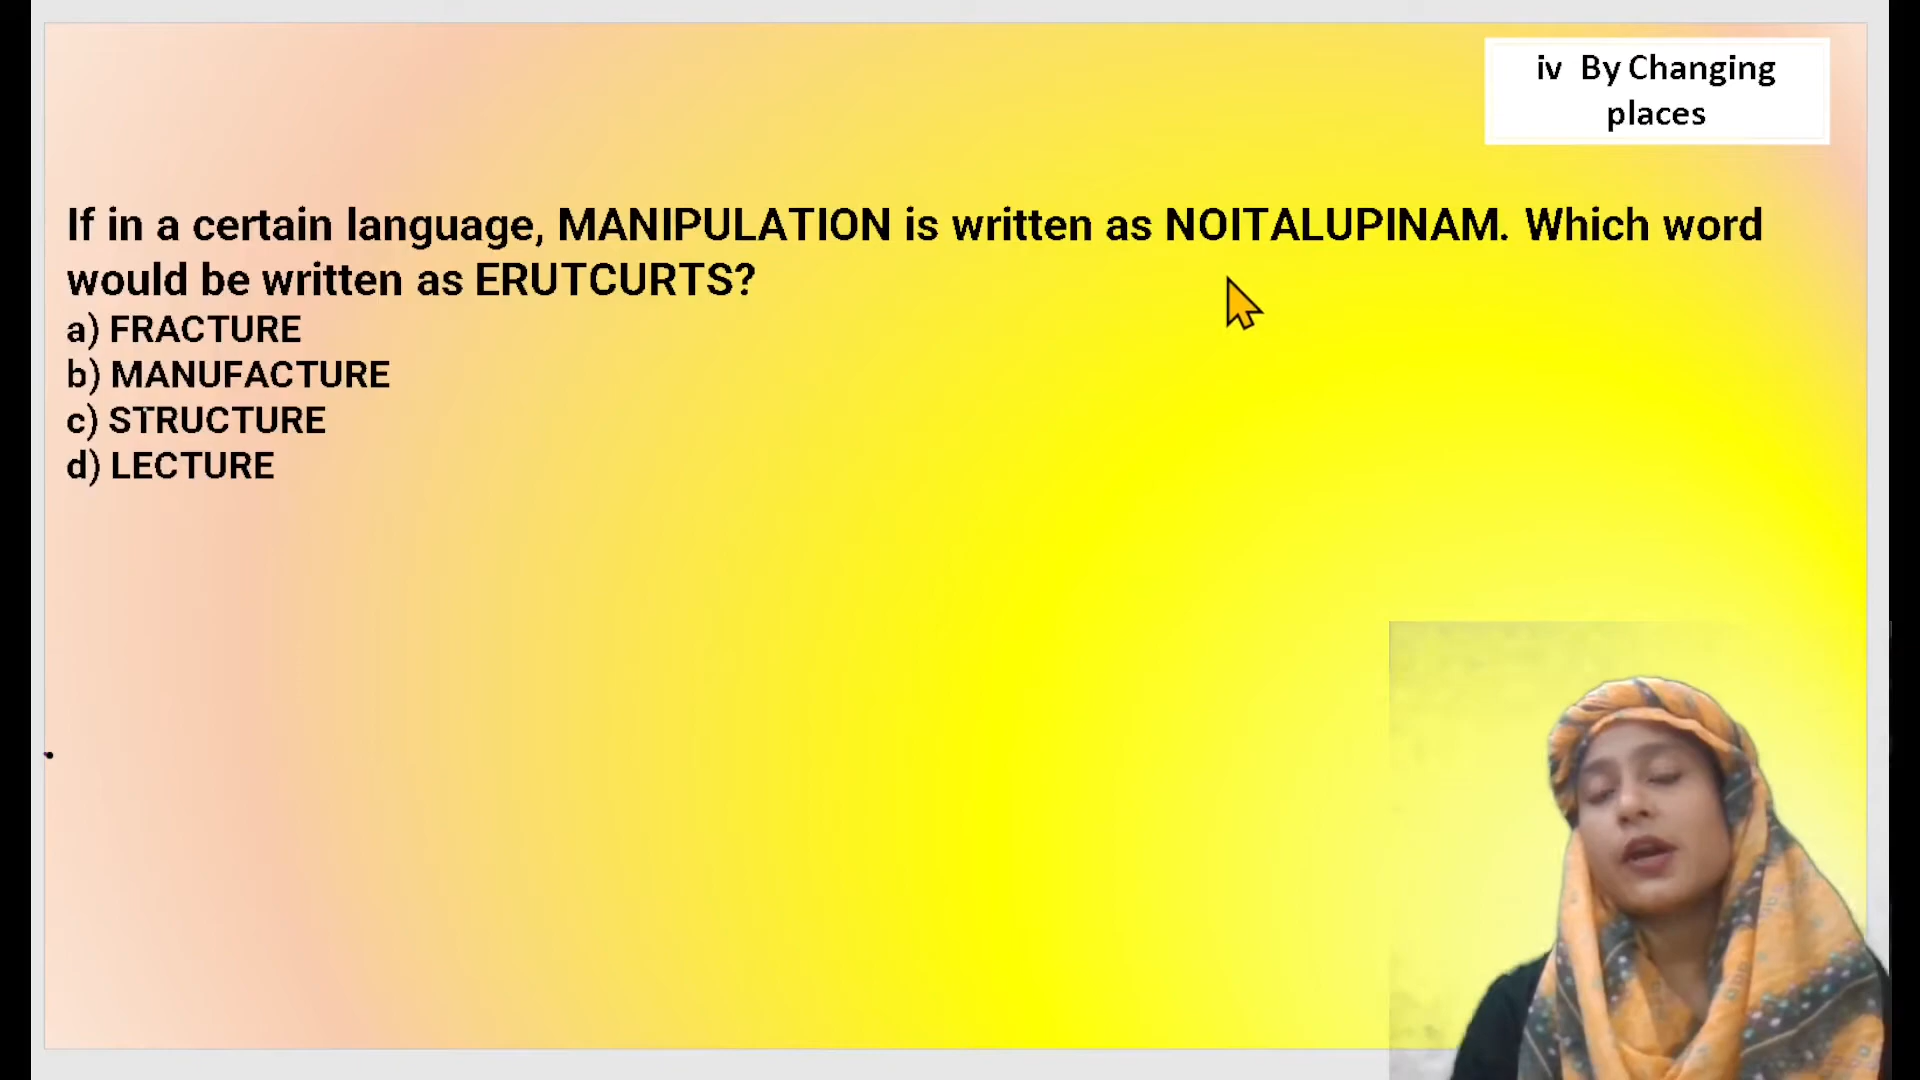 iv By Changing
places
If in a certain language, MANIPULATION is written as NOITALUPINAM. Which word
would be written as ERUTCURTS?
a) FRACTURE
b) MANUFACTURE
c) STRUCTURE
d) LECTURE